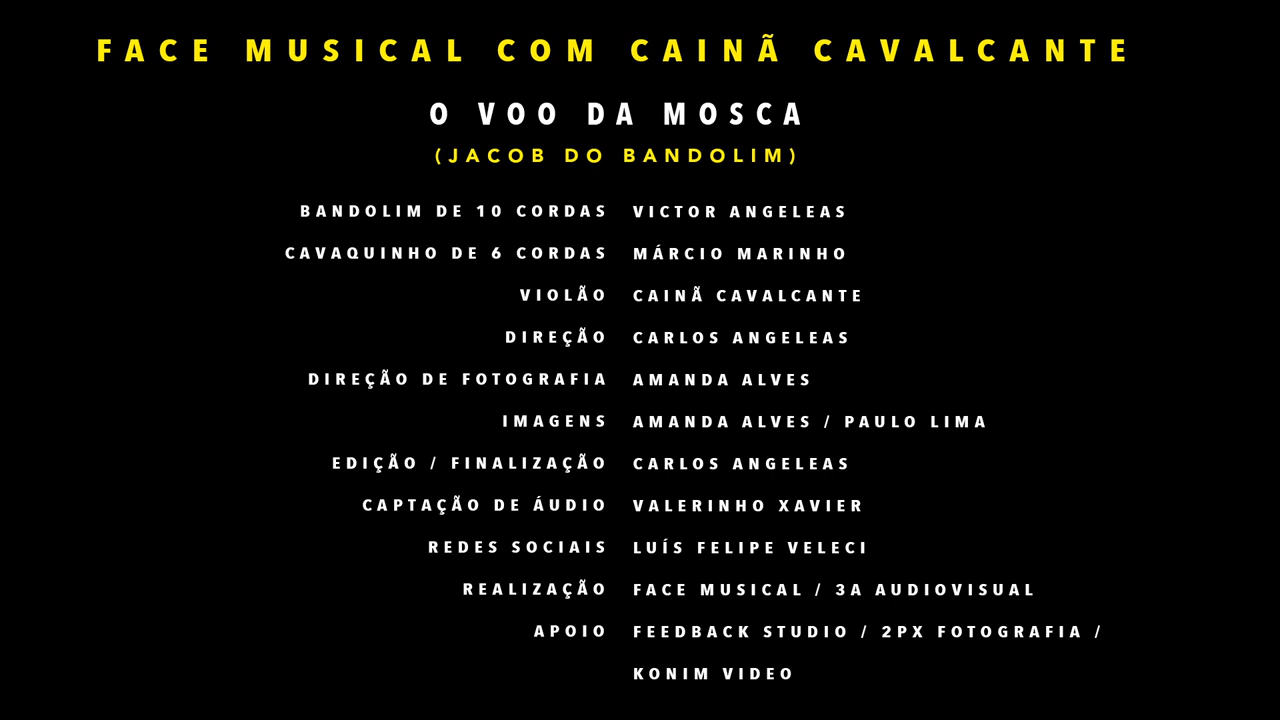 FACE MUSICAL COM CAINÃ CAVALCANTE
O VOO DA MOSCA
(JACOB DO BANDOLIM)
BANDOLIM DE 10 CORDAS VICTOR ANGELEAS
CAVAQUINHO DE 6 CORDAS MÁRCIO MARINHO
VIOLÃO CAINÃ CAVALCANTE
DIREÇÃO CARLOS ANGELEAS
DIREÇÃO DE FOTOGRAFIA AMANDA ALVES
IMAGENS AMANDA ALVES / PAULO LIMA
EDIÇÃO / FINALIZAÇÃO CARLOS ANGELEAS
CAPTAÇÃO DE ÁUDIO VALERINHO XAVIER
REDES SOCIAIS LUÍS FELIPE VELECI
REALIZAÇÃO FACE MUSICAL / 3A AUDIOVISUAL
APOIO FEEDBACK STUDIO / 2PX FOTOGRAFIA /
KONIM VIDEO